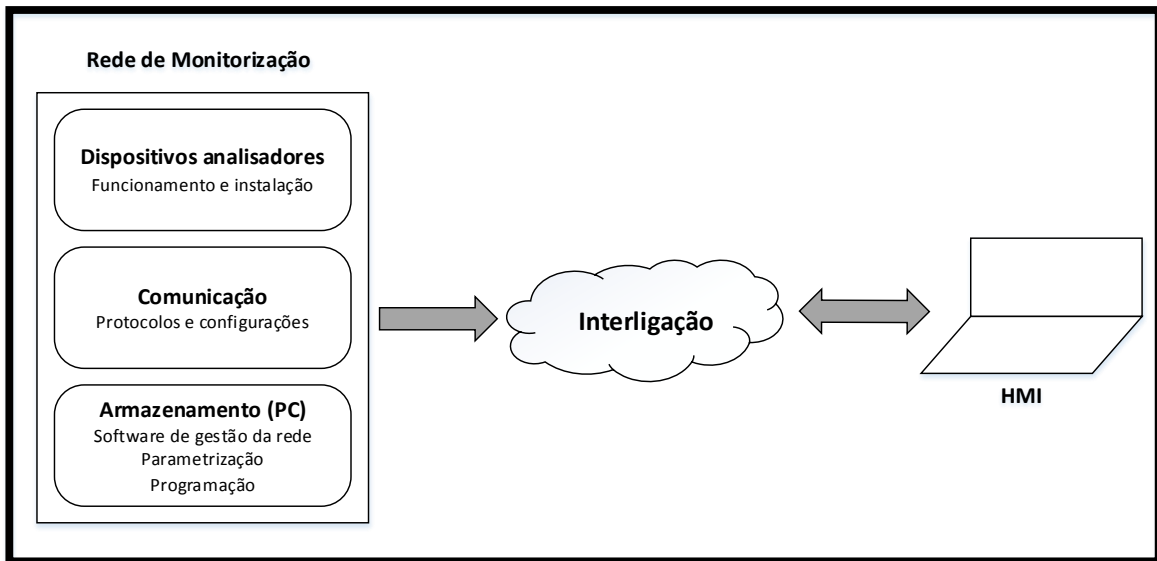 Rede de Monitorização
Dispositivos analisadores
Funcionamento e instalação
Comunicação
Protocolos e configurações
Armazenamento (PC)
Software de gestão da rede
Parametrização
Programação
Interligação
HMI